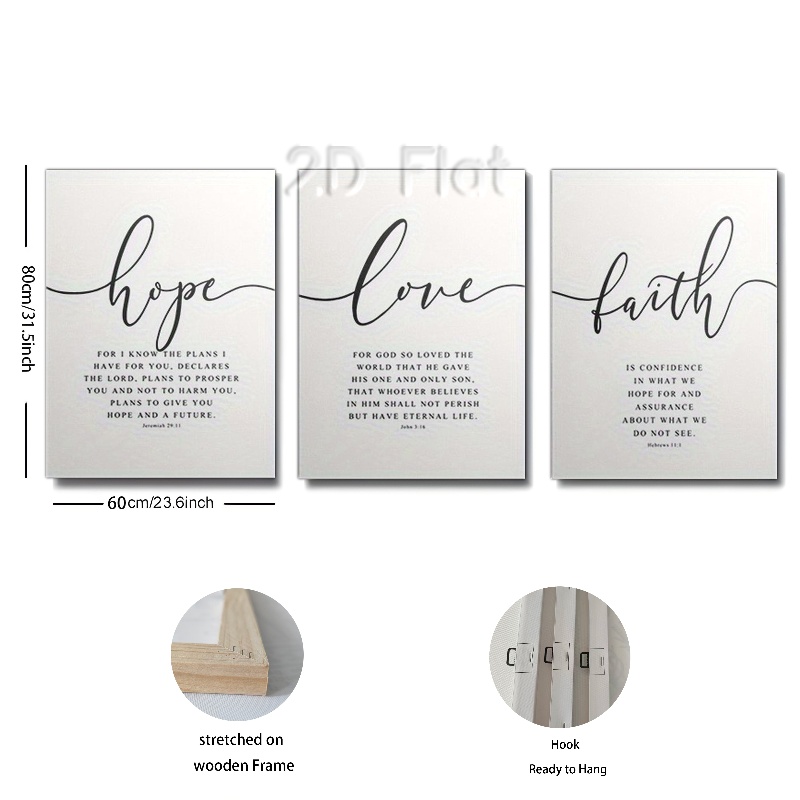 2D Flat
80cm/31.5inch
hope
FOR I KNOW THE PLANS I
HAVE FOR YOU, DECLARES
THE LORD, PLANS TO PROSPER
YOU AND NOT TO HARM YOU,
PLANS TO GIVE YOU
HOPE AND A FUTURE.
Jeremiah 29:11
love
FOR GOD SO LOVED THE
WORLD THAT HE GAVE
HIS ONE AND ONLY SON,
THAT WHOEVER BELIEVES
IN HIM SHALL NOT PERISH
BUT HAVE ETERNAL LIFE.
John 3:16
faith
IS CONFIDENCE
IN WHAT WE
HOPE FOR AND
ASSURANCE
ABOUT WHAT WE
DO NOT SEE.
Hebrews 11:1
60cm/23.6inch
stretched on
wooden Frame
Hook
Ready to Hang